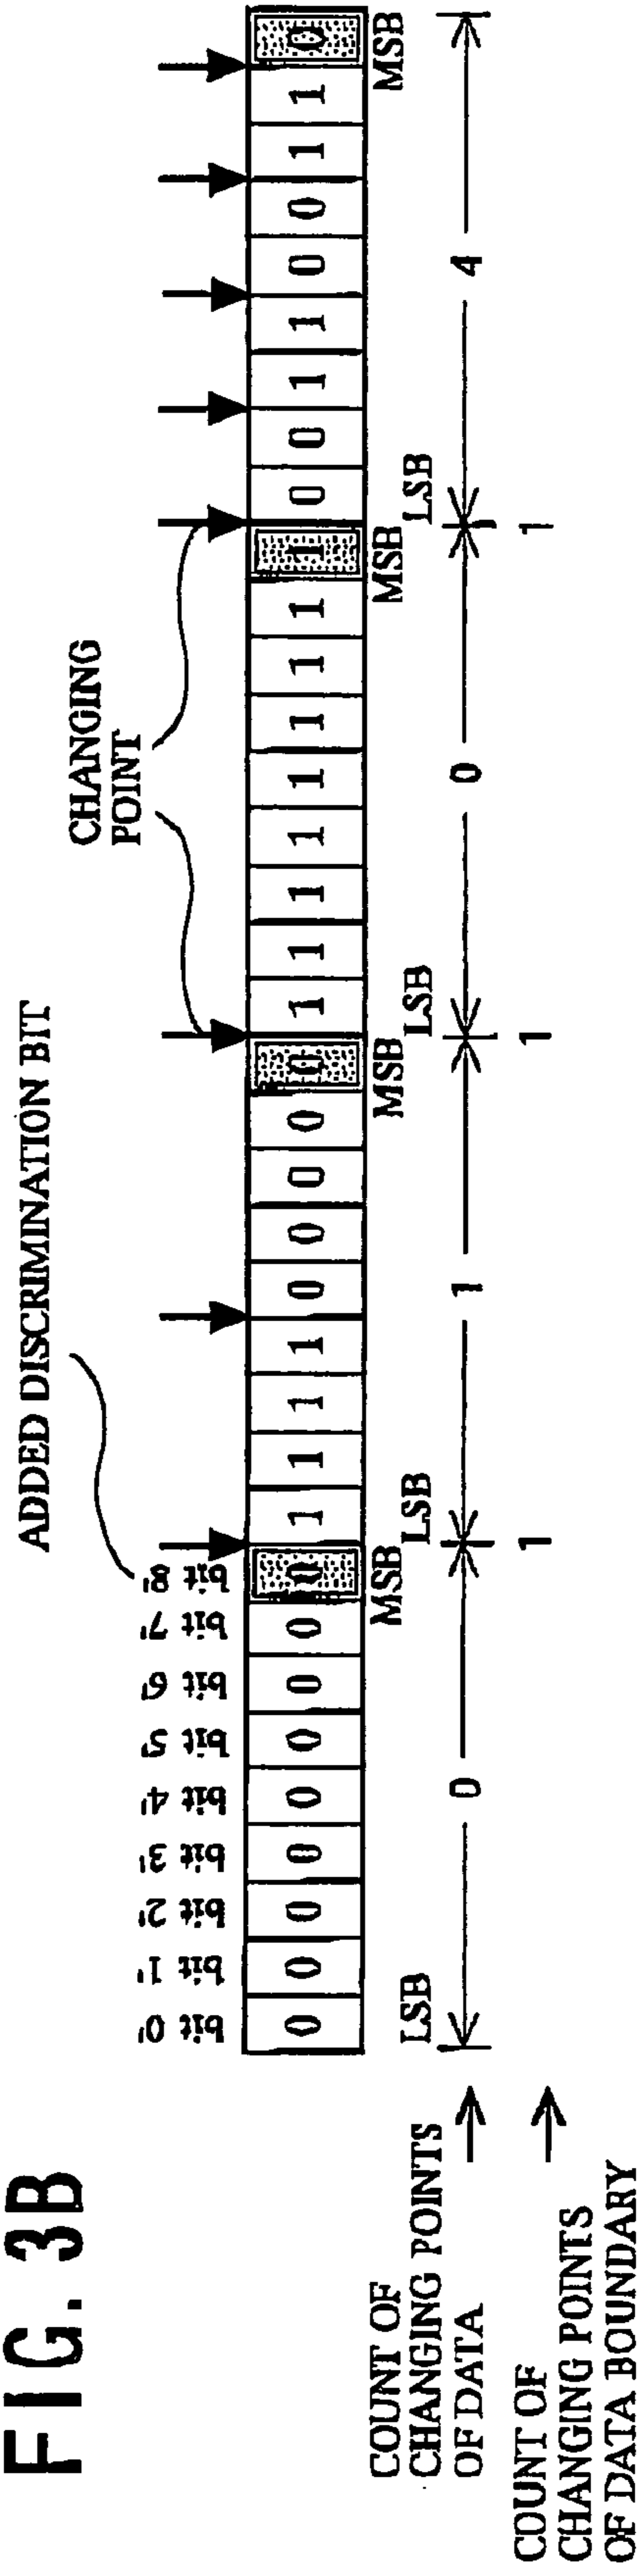 FIG. 3B
ADDED DISCRIMINATION BIT
CHANGING
POINT
bit 0' bit 1' bit 2' bit 3' bit 4' bit 5' bit 6' bit 7' bit 8'
0 0 0 0 0 0 0 0 0 1 1 1 1 0 0 0 0 0 1 1 1 1 1 1 1 1 1 0 0 1 1 0 0 1 1 0
LSB MSB LSB MSB LSB MSB LSB MSB
COUNT OF
CHANGING POINTS
OF DATA
0 1 0 4
COUNT OF
CHANGING POINTS
OF DATA BOUNDARY
1 1 1